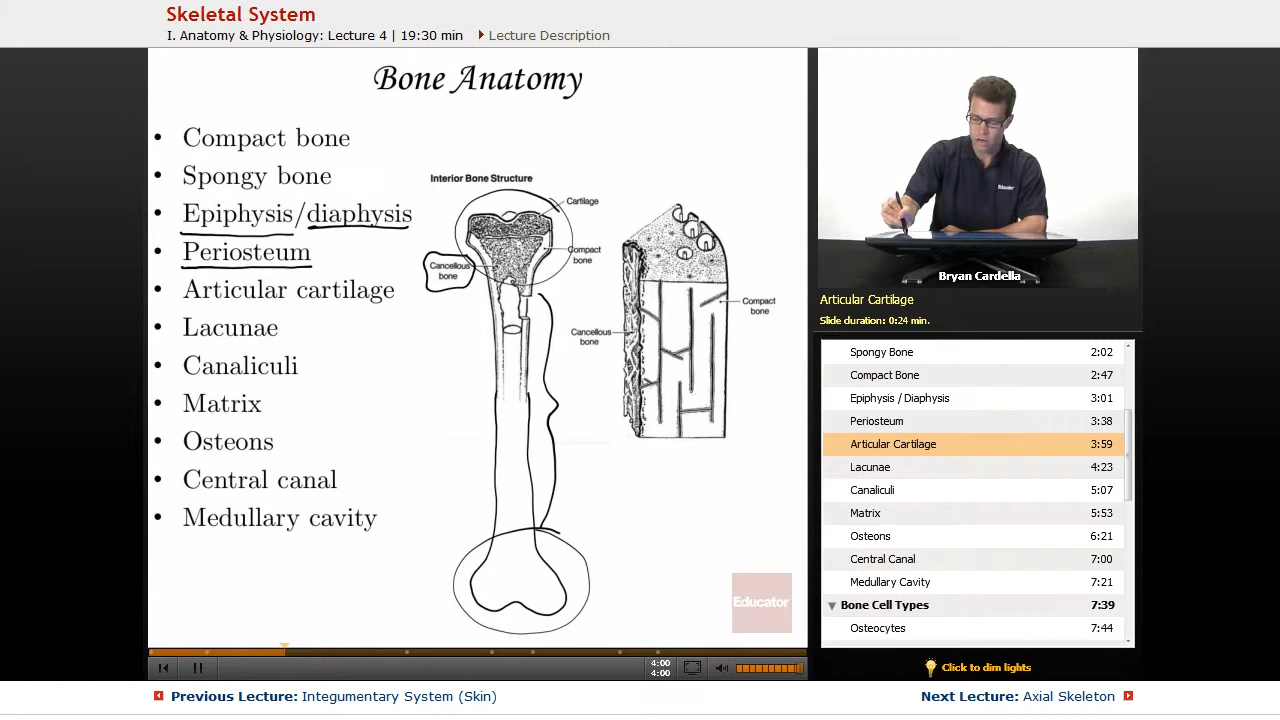 Skeletal System
I. Anatomy & Physiology: Lecture 4 | 19:30 min
Lecture Description
Bone Anatomy
• Compact bone
• Spongy bone
• Epiphysis/diaphysis
• Periosteum
• Articular cartilage
• Lacunae
• Canaliculi
• Matrix
• Osteons
• Central canal
• Medullary cavity
Interior Bone Structure
Cartilage
Compact
bone
Cancellous
bone
Compact
bone
Cancellous
bone
Educator
Educator
Bryan Cardella
Articular Cartilage
Slide duration: 0:24 min.
Spongy Bone 2:02
Compact Bone 2:47
Epiphysis / Diaphysis 3:01
Periosteum 3:38
Articular Cartilage 3:59
Lacunae 4:23
Canaliculi 5:07
Matrix 5:53
Osteons 6:21
Central Canal 7:00
Medullary Cavity 7:21
Bone Cell Types 7:39
Osteocytes 7:44
4:00
4:00
Click to dim lights
Previous Lecture: Integumentary System (Skin)
Next Lecture: Axial Skeleton